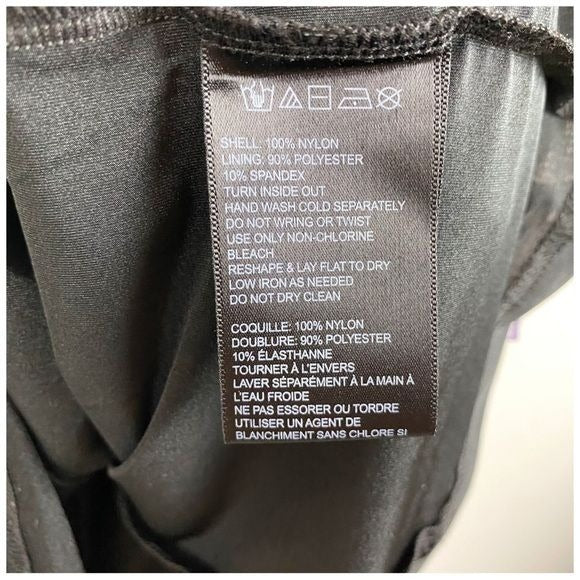 SHELL: 100% NYLON
LINING: 90% POLYESTER
10% SPANDEX
TURN INSIDE OUT
HAND WASH COLD SEPARATELY
DO NOT WRING OR TWIST
USE ONLY NON-CHLORINE
BLEACH
RESHAPE & LAY FLAT TO DRY
LOW IRON AS NEEDED
DO NOT DRY CLEAN
COQUILLE: 100% NYLON
DOUBLURE: 90% POLYESTER
10% ÉLASTHANNE
TOURNER À L'ENVERS
LAVER SÉPARÉMENT À LA MAIN À
L'EAU FROIDE
NE PAS ESSORER OU TORDRE
UTILISER UN AGENT DE
BLANCHIMENT SANS CHLORE SI